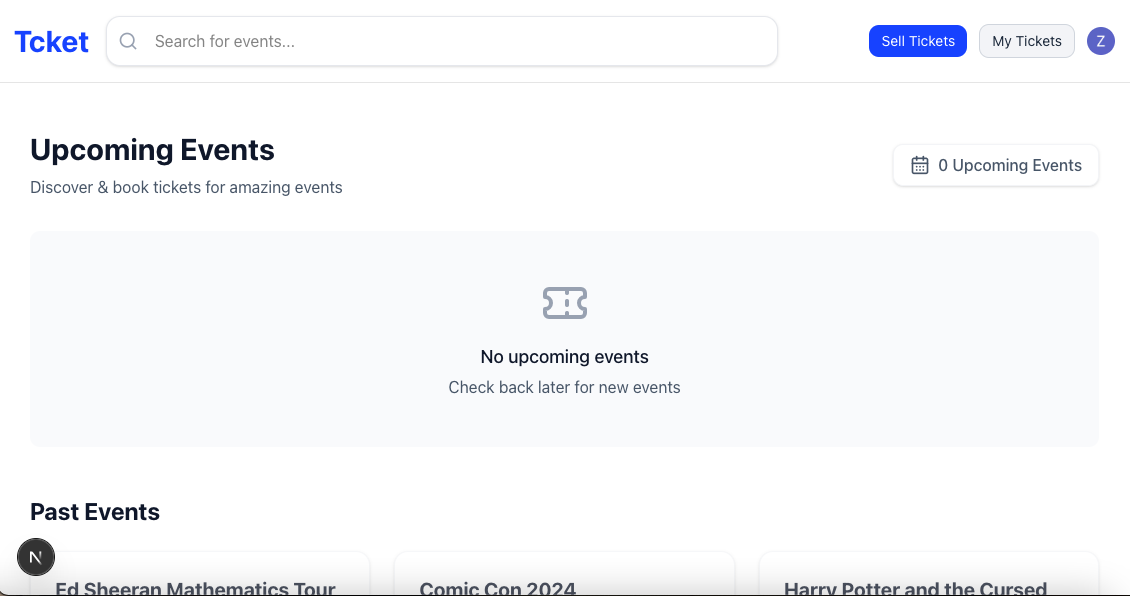 Tcket
Search for events...
Sell Tickets
My Tickets
Z
Upcoming Events
Discover & book tickets for amazing events
0 Upcoming Events
No upcoming events
Check back later for new events
Past Events
N
Ed Sheeran Mathematics Tour
Comic Con 2024
Harry Potter and the Cursed